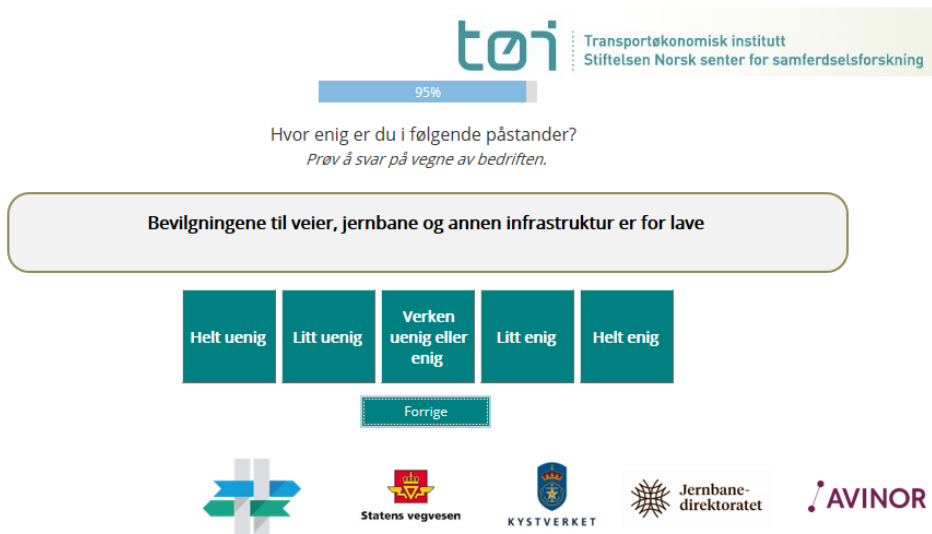 tøi
Transportøkonomisk institutt
Stiftelsen Norsk senter for samferdselsforskning
95%
Hvor enig er du i følgende påstander?
Prøv å svar på vegne av bedriften.
Bevilgningene til veier, jernbane og annen infrastruktur er for lave
Helt uenig
Litt uenig
Verken
uenig eller
enig
Litt enig
Helt enig
Forrige
Statens vegvesen
KYSTVERKET
Jernbane-
direktoratet
AVINOR